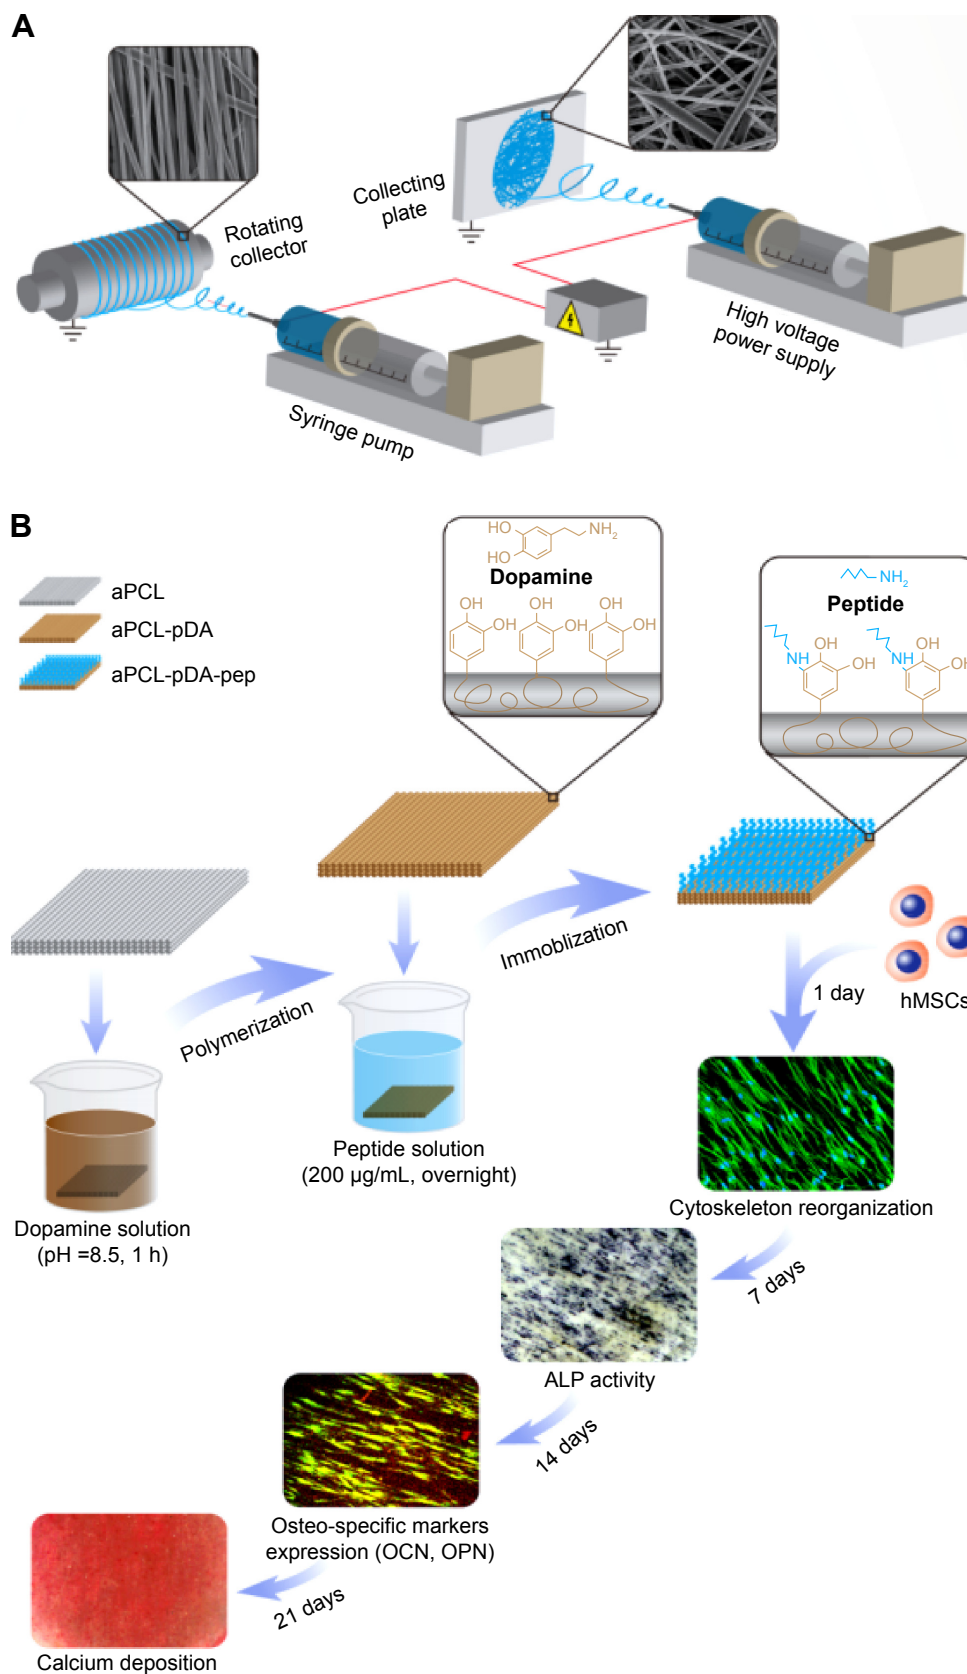 A
Rotating
collector
Collecting
plate
High voltage
power supply
Syringe pump
B
aPCL
aPCL-pDA
aPCL-pDA-pep
HO
NH2
HO
Dopamine
OH
OH
OH
OH
OH
OH
NH2
Peptide
OH
OH
NH
OH
NH
OH
Polymerization
Immoblization
1 day
hMSCs
Dopamine solution
(pH =8.5, 1 h)
Peptide solution
(200 µg/mL, overnight)
Cytoskeleton reorganization
7 days
ALP activity
14 days
Osteo-specific markers
expression (OCN, OPN)
21 days
Calcium deposition